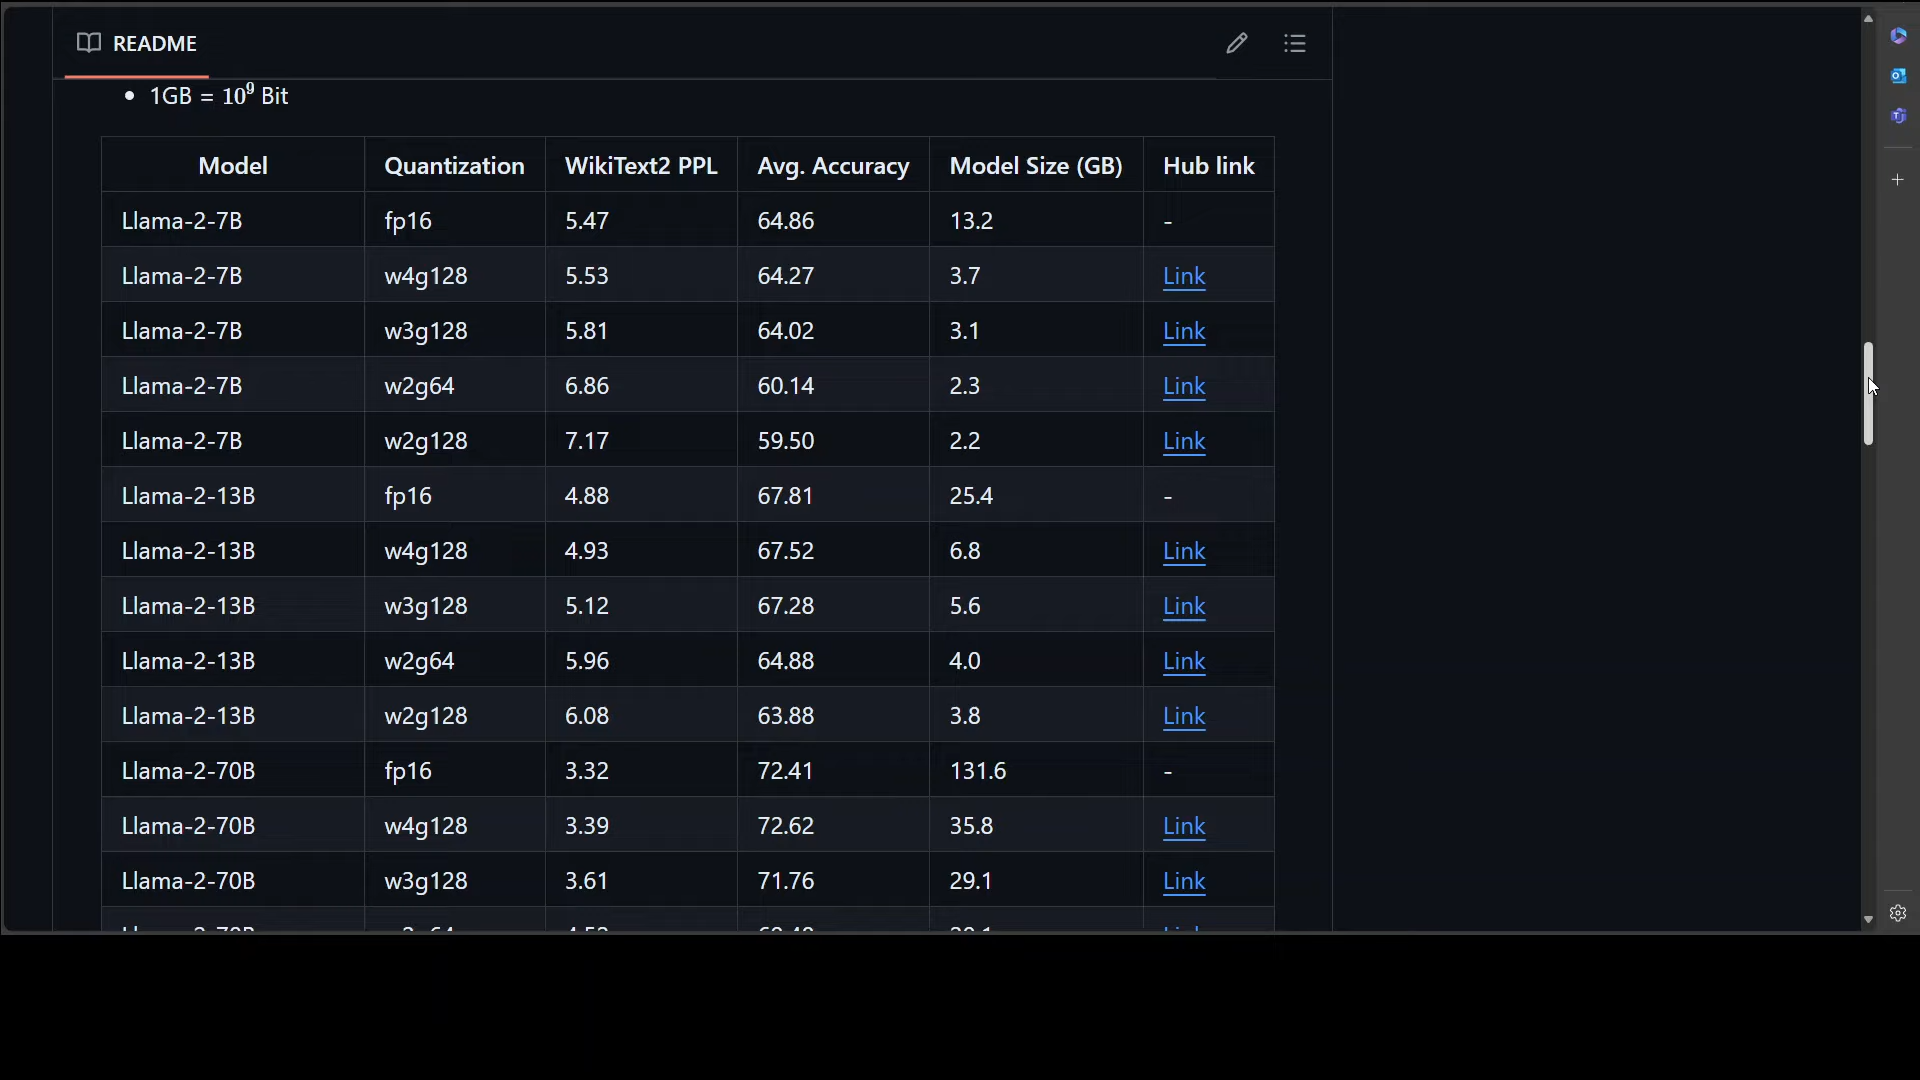 README
1GB = 10⁹ Bit
Model Quantization WikiText2 PPL Avg. Accuracy Model Size (GB) Hub link
Llama-2-7B fp16 5.47 64.86 13.2 -
Llama-2-7B w4g128 5.53 64.27 3.7 Link
Llama-2-7B w3g128 5.81 64.02 3.1 Link
Llama-2-7B w2g64 6.86 60.14 2.3 Link
Llama-2-7B w2g128 7.17 59.50 2.2 Link
Llama-2-13B fp16 4.88 67.81 25.4 -
Llama-2-13B w4g128 4.93 67.52 6.8 Link
Llama-2-13B w3g128 5.12 67.28 5.6 Link
Llama-2-13B w2g64 5.96 64.88 4.0 Link
Llama-2-13B w2g128 6.08 63.88 3.8 Link
Llama-2-70B fp16 3.32 72.41 131.6 -
Llama-2-70B w4g128 3.39 72.62 35.8 Link
Llama-2-70B w3g128 3.61 71.76 29.1 Link